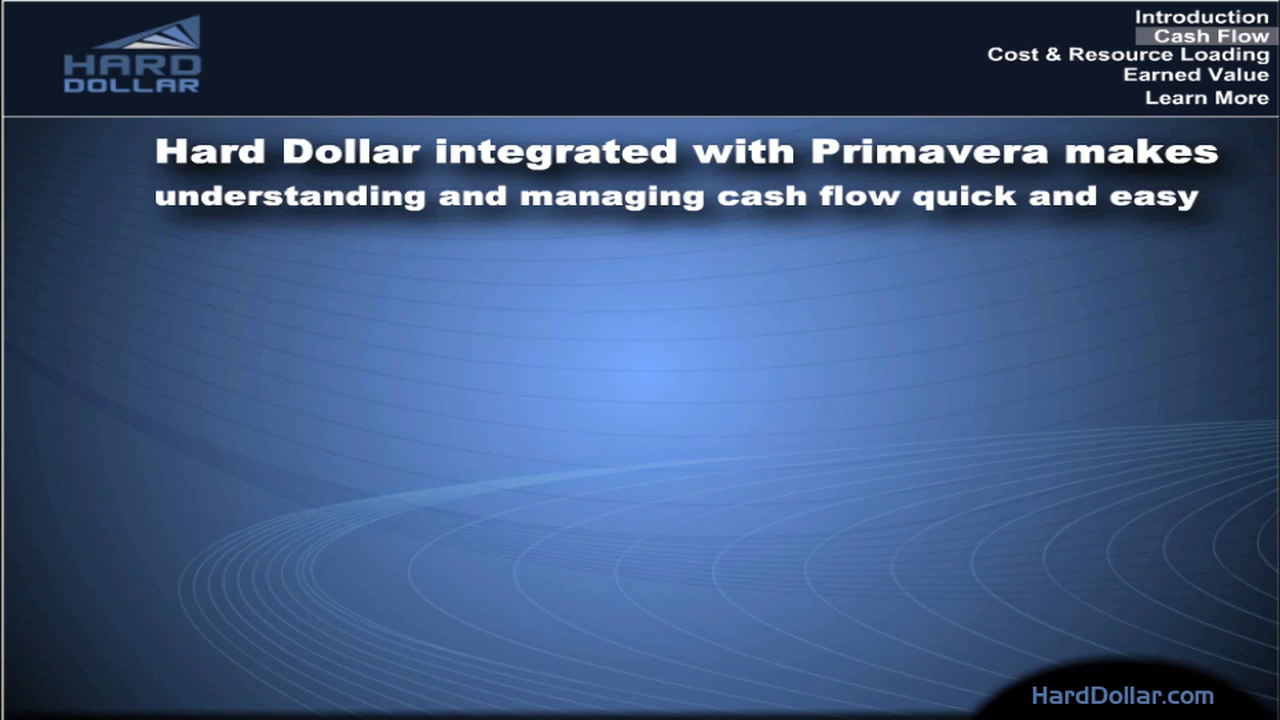 HARD
DOLLAR
Introduction
Cash Flow
Cost & Resource Loading
Earned Value
Learn More
Hard Dollar integrated with Primavera makes
understanding and managing cash flow quick and easy
HardDollar.com